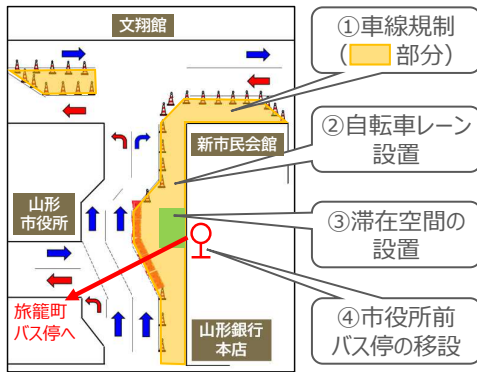 文翔館
①車線規制
（　　部分）
新市民会館
②自転車レーン
設置
山形
市役所
③滞在空間の
設置
旅籠町
バス停へ
山形銀行
本店
④市役所前
バス停の移設